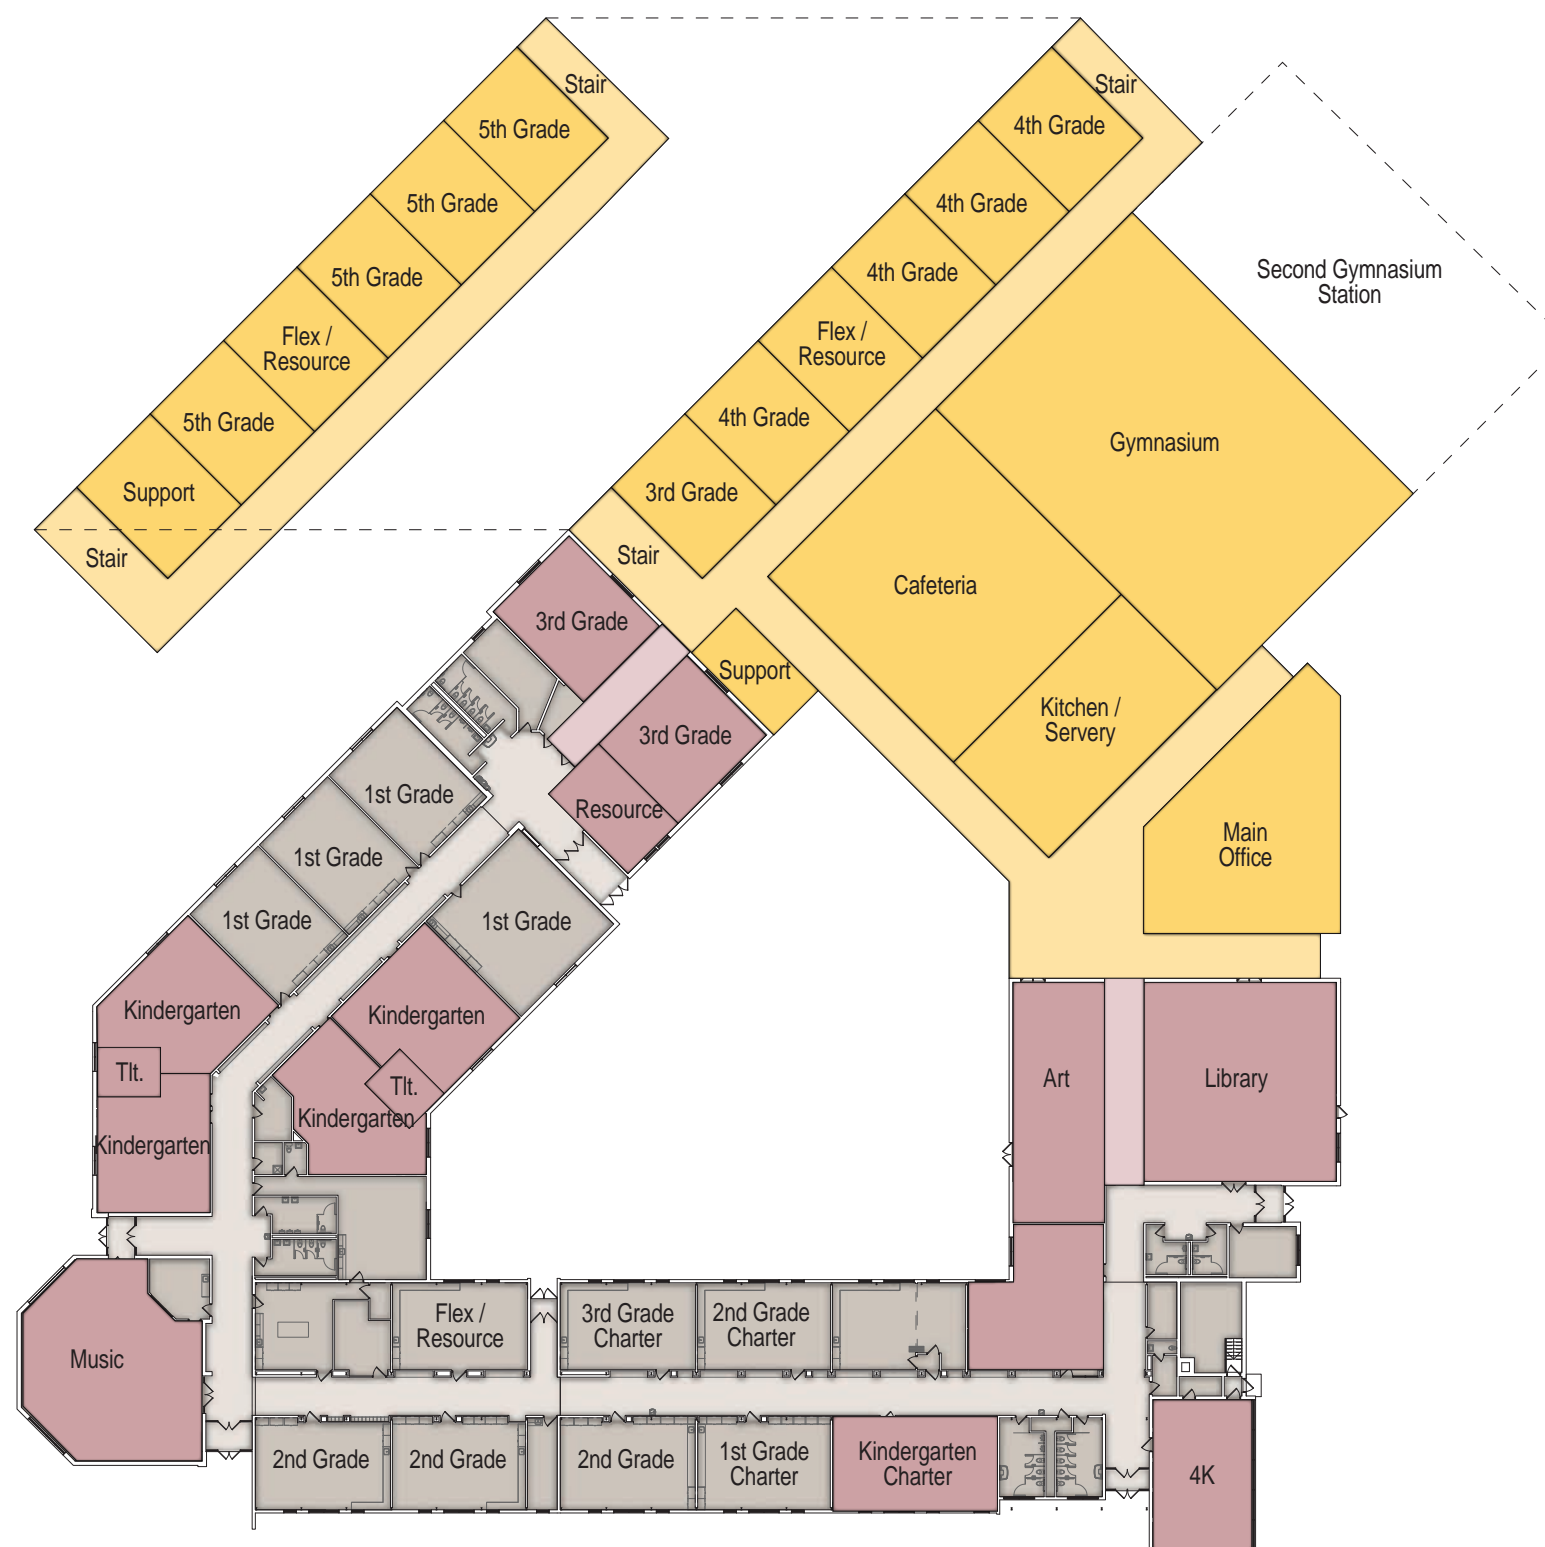 Stair
Stair
5th Grade
4th Grade
5th Grade
4th Grade
Second Gymnasium
Station
5th Grade
4th Grade
Flex /
Resource
Flex /
Resource
5th Grade
4th Grade
Gymnasium
Support
3rd Grade
Stair
Stair
Cafeteria
3rd Grade
Support
Kitchen /
Servery
3rd Grade
1st Grade
Resource
Main
Office
1st Grade
1st Grade
1st Grade
Kindergarten
Kindergarten
Tlt.
Tlt.
Art
Library
Kindergarten
Kindergarten
Flex /
Resource
3rd Grade
Charter
2nd Grade
Charter
Music
2nd Grade
2nd Grade
2nd Grade
1st Grade
Charter
Kindergarten
Charter
4K